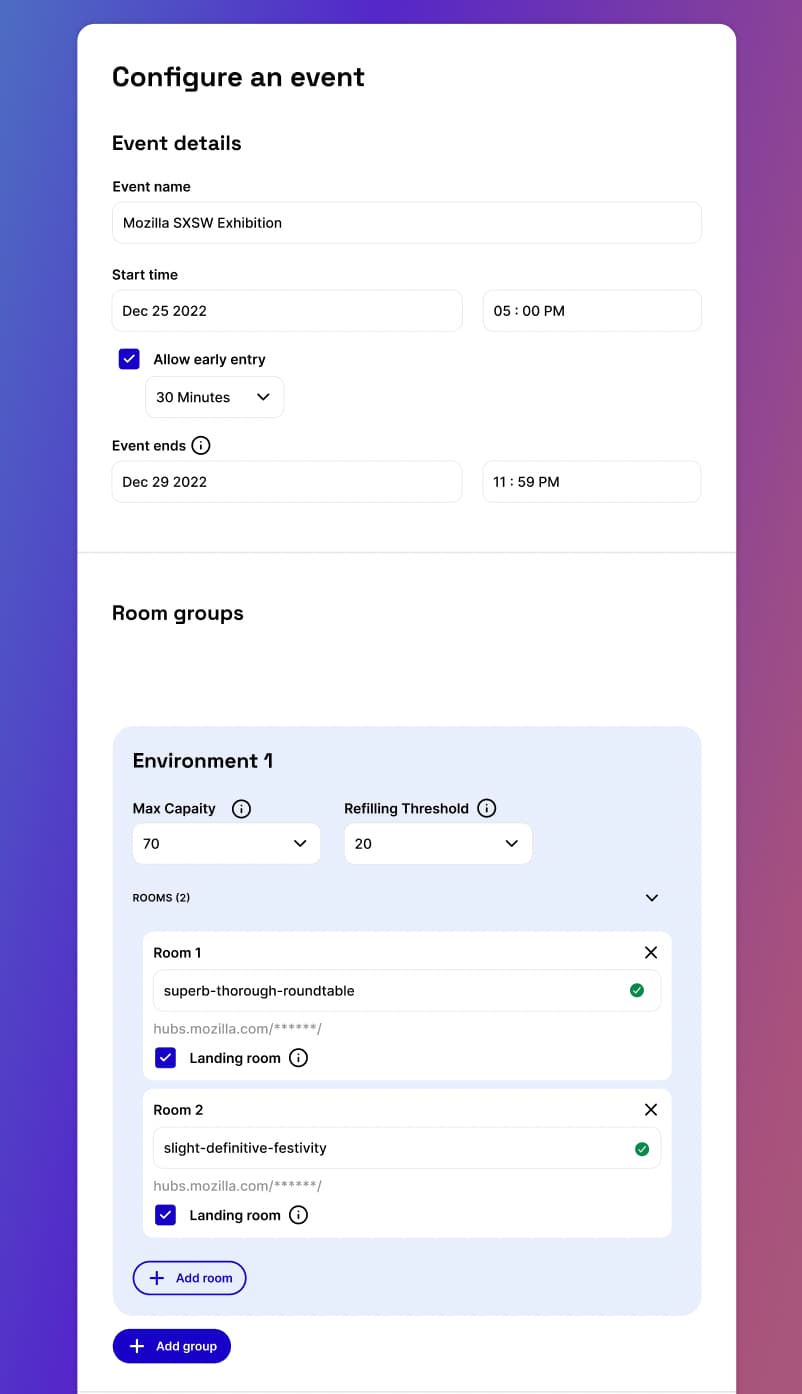 Configure an event
Event details
Event name
Mozilla SXSW Exhibition
Start time
Dec 25 2022 05 : 00 PM
Allow early entry
30 Minutes
Event ends
Dec 29 2022 11 : 59 PM
Room groups
Environment 1
Max Capaity Refilling Threshold
70 20
ROOMS (2)
Room 1
superb-thorough-roundtable
hubs.mozilla.com/******/
Landing room
Room 2
slight-definitive-festivity
hubs.mozilla.com/******/
Landing room
Add room
Add group